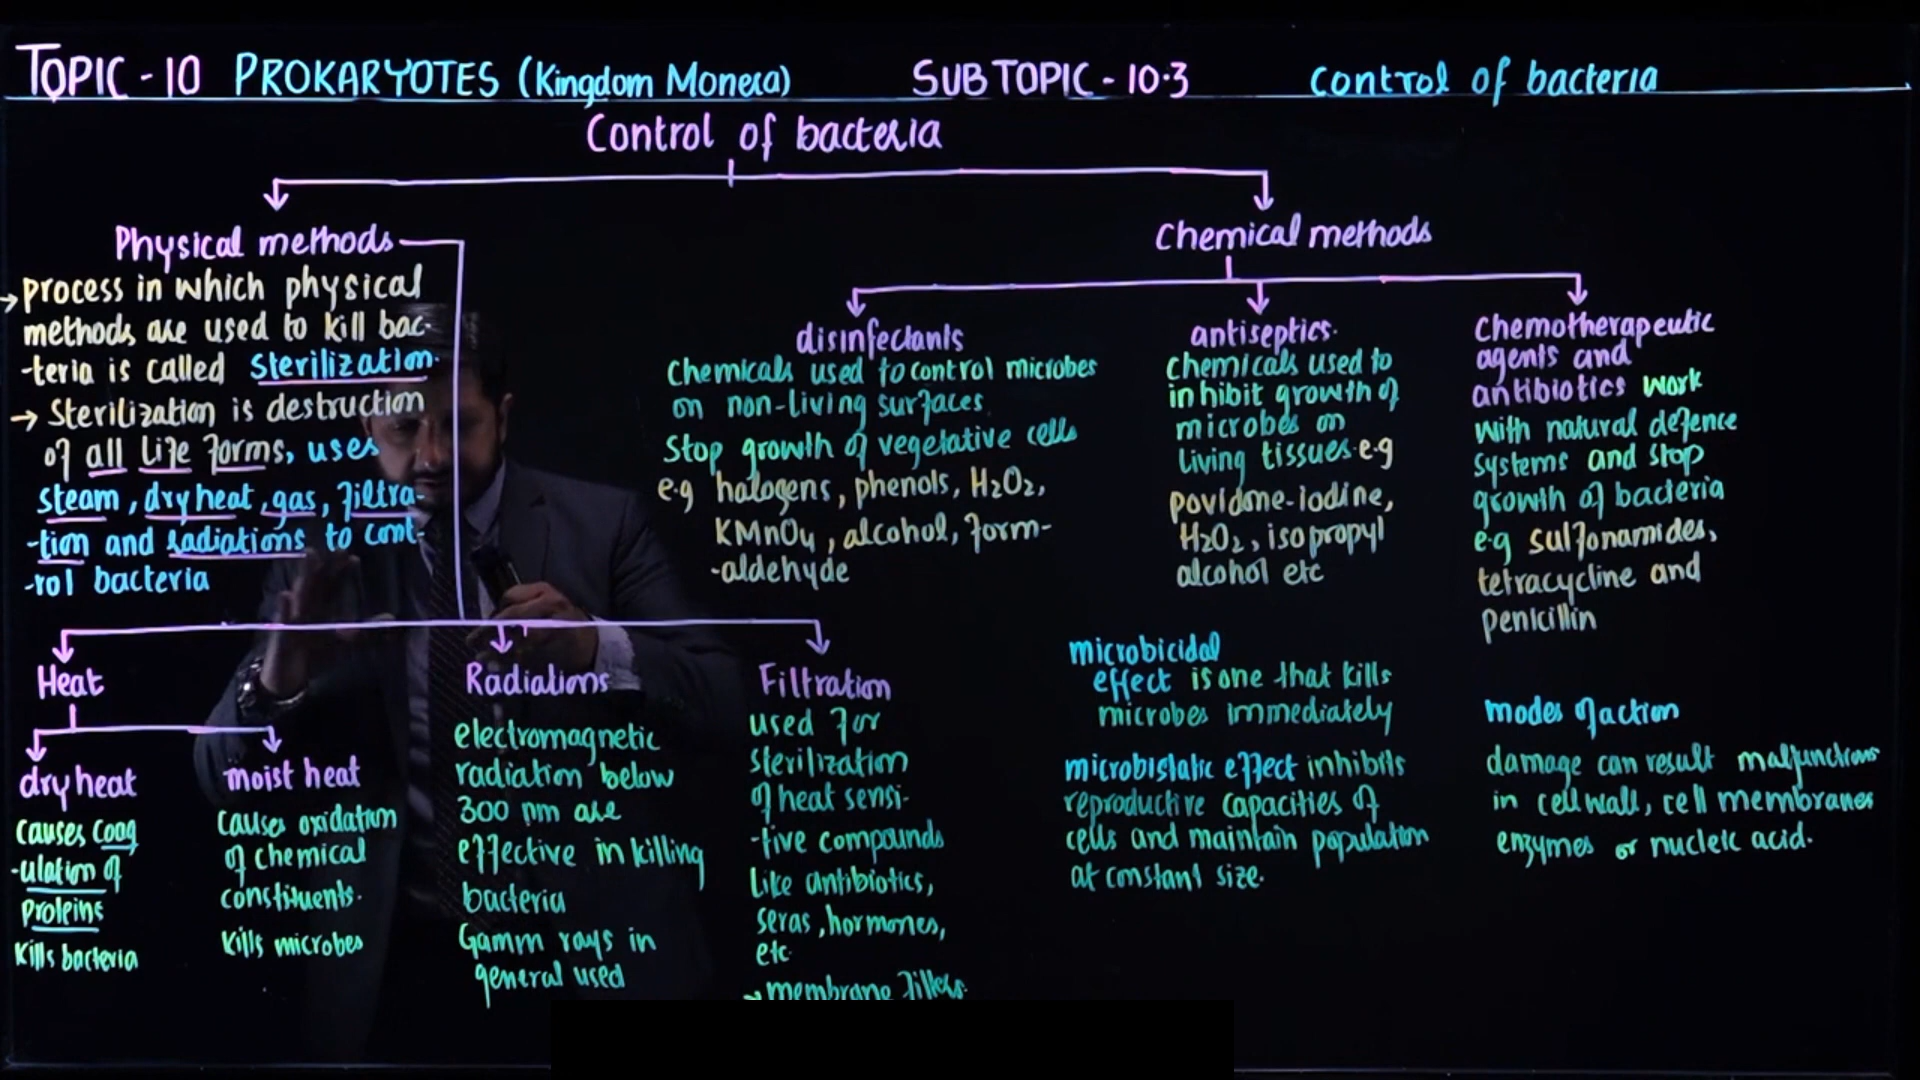 TOPIC - 10 PROKARYOTES (Kingdom Monera) SUBTOPIC - 10.3 control of bacteria
Control of bacteria
Physical methods
→ process in which physical
methods are used to kill bac-
-teria is called Sterilization.
→ Sterilization is destruction
of all life forms, uses
steam, dry heat, gas, filtra-
-tion and radiations to cont-
-rol bacteria
Chemical methods
disinfectants
Chemicals used to control microbes
on non-living surfaces.
Stop growth of vegetative cells
e.g halogens, phenols, H2O2,
KMnO4, alcohol, form-
-aldehyde
antiseptics.
chemicals used to
inhibit growth of
microbes on
living tissues e.g
povidone-iodine,
H2O2, isopropyl
alcohol etc
Chemotherapeutic
agents and
antibiotics work
with natural defence
systems and stop
growth of bacteria
e.g sulfonamides,
tetracycline and
penicillin
Heat
dry heat
causes coag
-ulation of
proteins
kills bacteria
moist heat
causes oxidation
of chemical
constituents.
kills microbes
Radiations
electromagnetic
radiation below
300 nm are
effective in killing
bacteria
Gamm rays in
general used
Filtration
used for
sterilization
of heat sensi-
-tive compounds
like antibiotics,
seras, hormones,
etc
→ membrane filters.
microbicidal
effect is one that kills
microbes immediately
microbistatic effect inhibits
reproductive capacities of
cells and maintain population
at constant size.
modes of action
damage can result malfunctions
in cell wall, cell membranes
enzymes or nucleic acid.